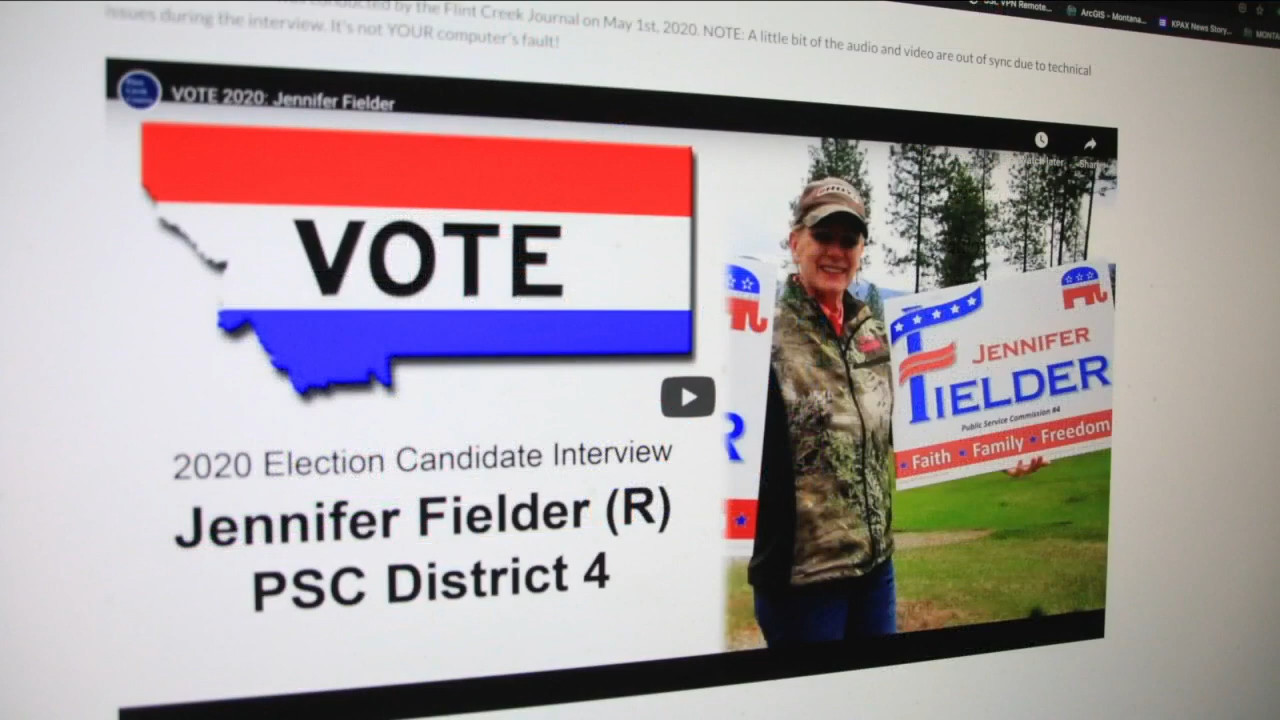 conducted by the Flint Creek Journal on May 1st, 2020. NOTE: A little bit of the audio and video are out of sync due to technical
issues during the interview. It's not YOUR computer's fault!
VPN Remote...
ArcGIS - Montana...
KPAX News Story...
VOTE 2020: Jennifer Fielder
Watch later
Share
VOTE
2020 Election Candidate Interview
Jennifer Fielder (R)
PSC District 4
R
JENNIFER
FIELDER
Public Service Commission #4
• Faith • Family • Freedom